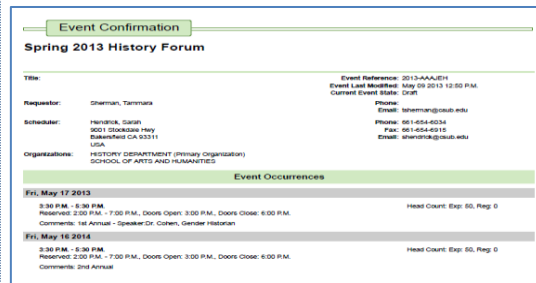 Event Confirmation
Spring 2013 History Forum
Title:
Event Reference: 2013-AAAJEH
Event Last Modified: May 09 2013 12:50 P.M.
Current Event State: Draft
Requestor: Sherman, Tammara
Phone:
Email: tsherman@csub.edu
Scheduler: Hendrick, Sarah
9001 Stockdale Hwy
Bakersfield CA 93311
USA
Phone: 661-654-6034
Fax: 661-654-6915
Email: shendrick@csub.edu
Organizations: HISTORY DEPARTMENT (Primary Organization)
SCHOOL OF ARTS AND HUMANITIES
Event Occurrences
Fri, May 17 2013
3:30 P.M. - 5:30 P.M. Head Count: Exp: 50, Reg: 0
Reserved: 2:00 P.M. - 7:00 P.M., Doors Open: 3:00 P.M., Doors Close: 6:00 P.M.
Comments: 1st Annual - Speaker:Dr. Cohen, Gender Historian
Fri, May 16 2014
3:30 P.M. - 5:30 P.M. Head Count: Exp: 50, Reg: 0
Reserved: 2:00 P.M. - 7:00 P.M., Doors Open: 3:00 P.M., Doors Close: 6:00 P.M.
Comments: 2nd Annual